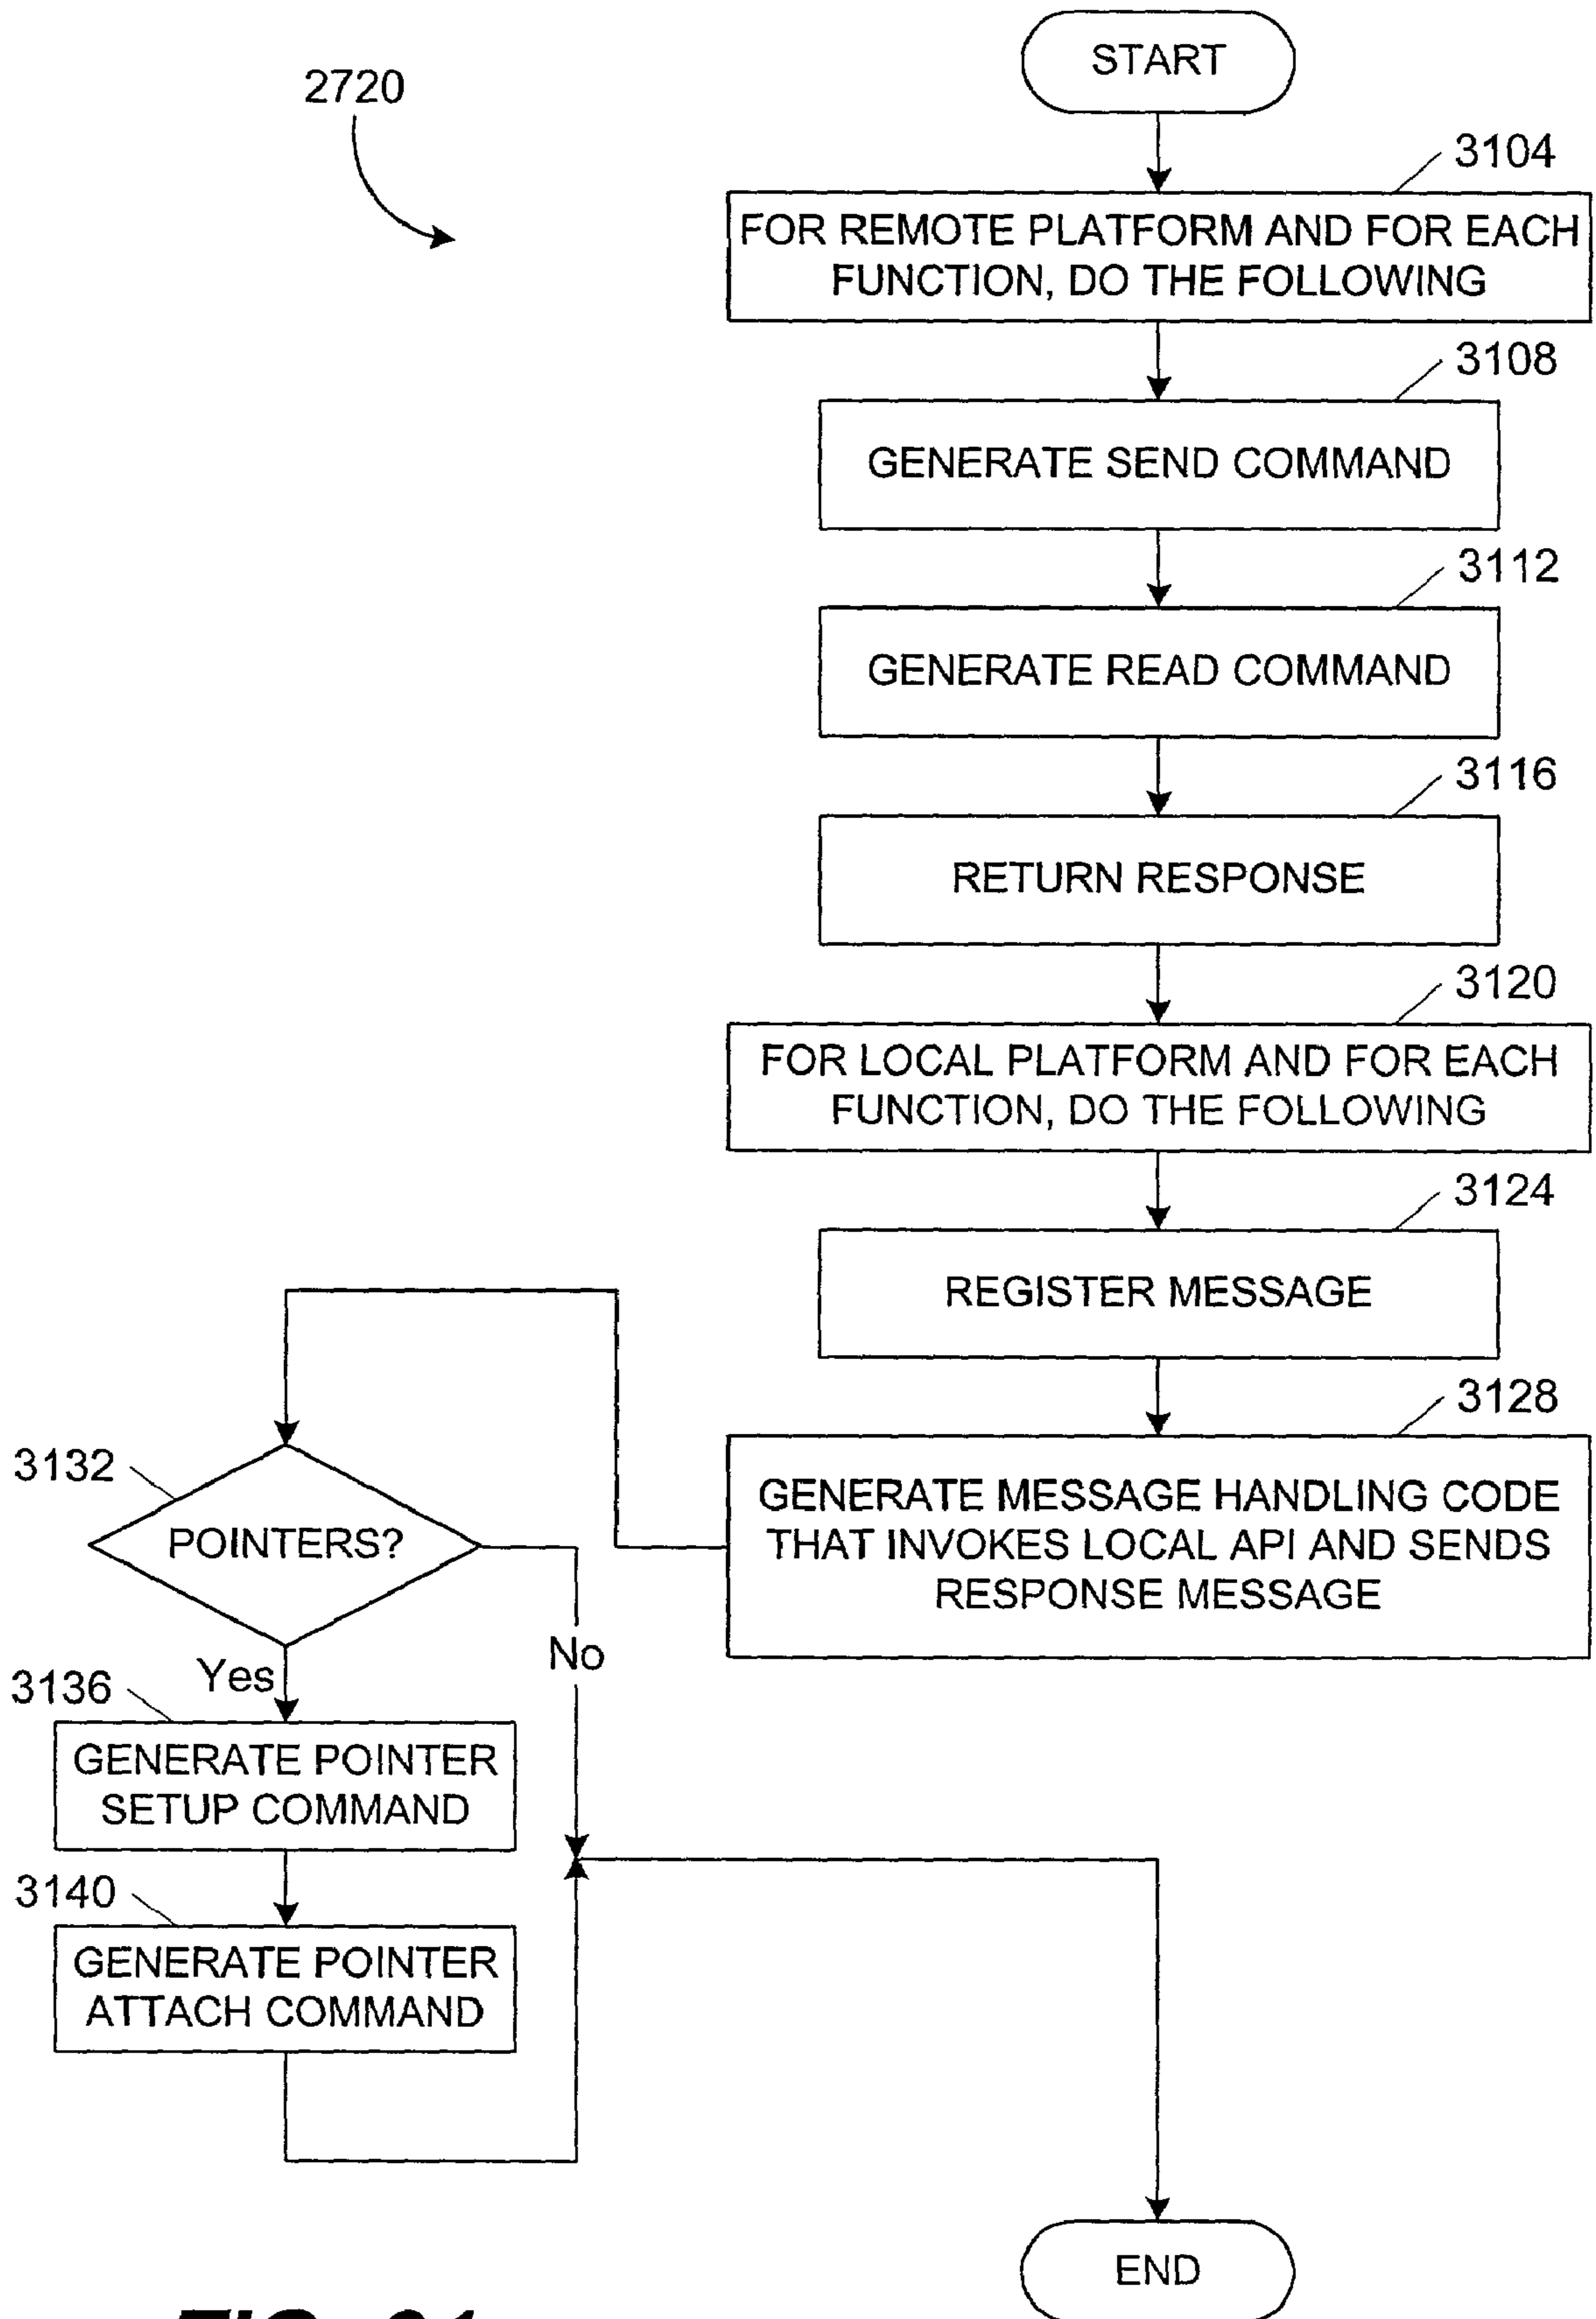 START
2720
3104
FOR REMOTE PLATFORM AND FOR EACH
FUNCTION, DO THE FOLLOWING
3108
GENERATE SEND COMMAND
3112
GENERATE READ COMMAND
3116
RETURN RESPONSE
3120
FOR LOCAL PLATFORM AND FOR EACH
FUNCTION, DO THE FOLLOWING
3124
REGISTER MESSAGE
3128
GENERATE MESSAGE HANDLING CODE
THAT INVOKES LOCAL API AND SENDS
RESPONSE MESSAGE
3132
POINTERS?
No
Yes
3136
GENERATE POINTER
SETUP COMMAND
3140
GENERATE POINTER
ATTACH COMMAND
END